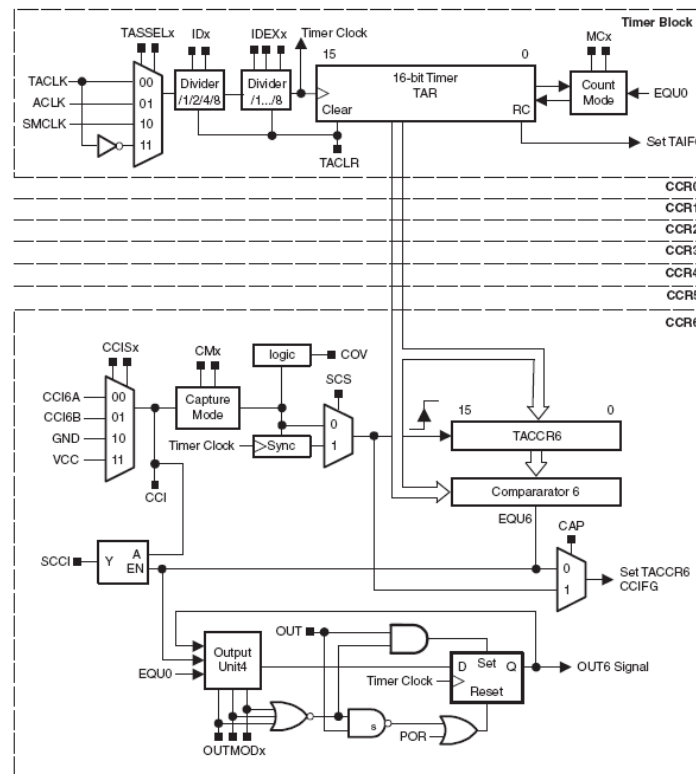 Timer Block
TASSELx
IDx
IDEXx
Timer Clock
15
0
MCx
TACLK
ACLK
SMCLK
00
01
10
11
Divider
/1/2/4/8
Divider
/1.../8
16-bit Timer
TAR
Clear
RC
Count
Mode
EQU0
Set TAIFG
TACLR
CCR0
CCR1
CCR2
CCR3
CCR4
CCR5
CCR6
CCISx
CMx
logic
COV
SCS
CCI6A
CCI6B
GND
VCC
00
01
10
11
Capture
Mode
Timer Clock
Sync
0
1
15
0
TACCR6
CCI
Compararator 6
EQU6
CAP
SCCI
Y
A
EN
0
1
Set TACCR6
CCIFG
OUT
EQU0
Output
Unit4
D
Set
Q
Timer Clock
Reset
OUT6 Signal
s
POR
OUTMODx